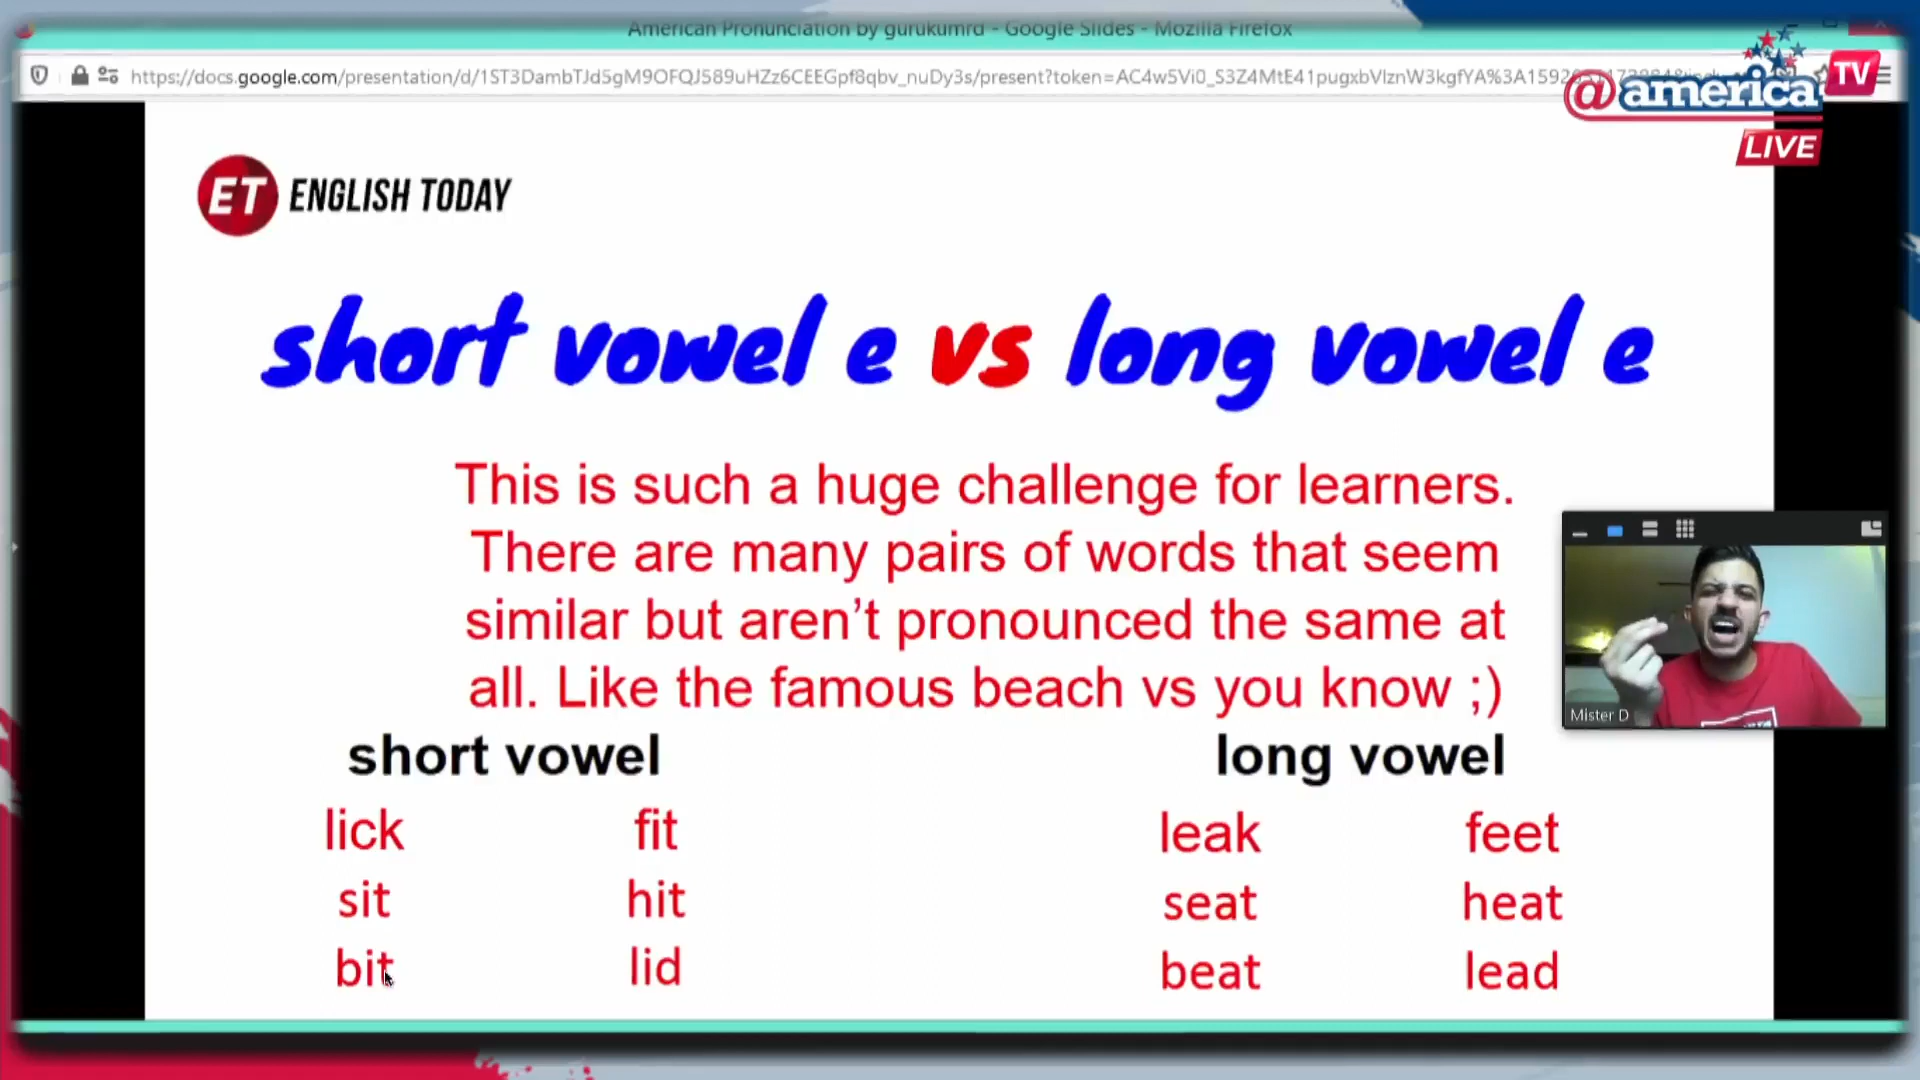 American Pronunciation by gurukumrd - Google Slides - Mozilla Firefox
@america TV
LIVE
ET ENGLISH TODAY
short vowel e vs long vowel e
This is such a huge challenge for learners.
There are many pairs of words that seem
similar but aren't pronounced the same at
all. Like the famous beach vs you know ;)
Mister D
short vowel long vowel
lick fit leak feet
sit hit seat heat
bit lid beat lead